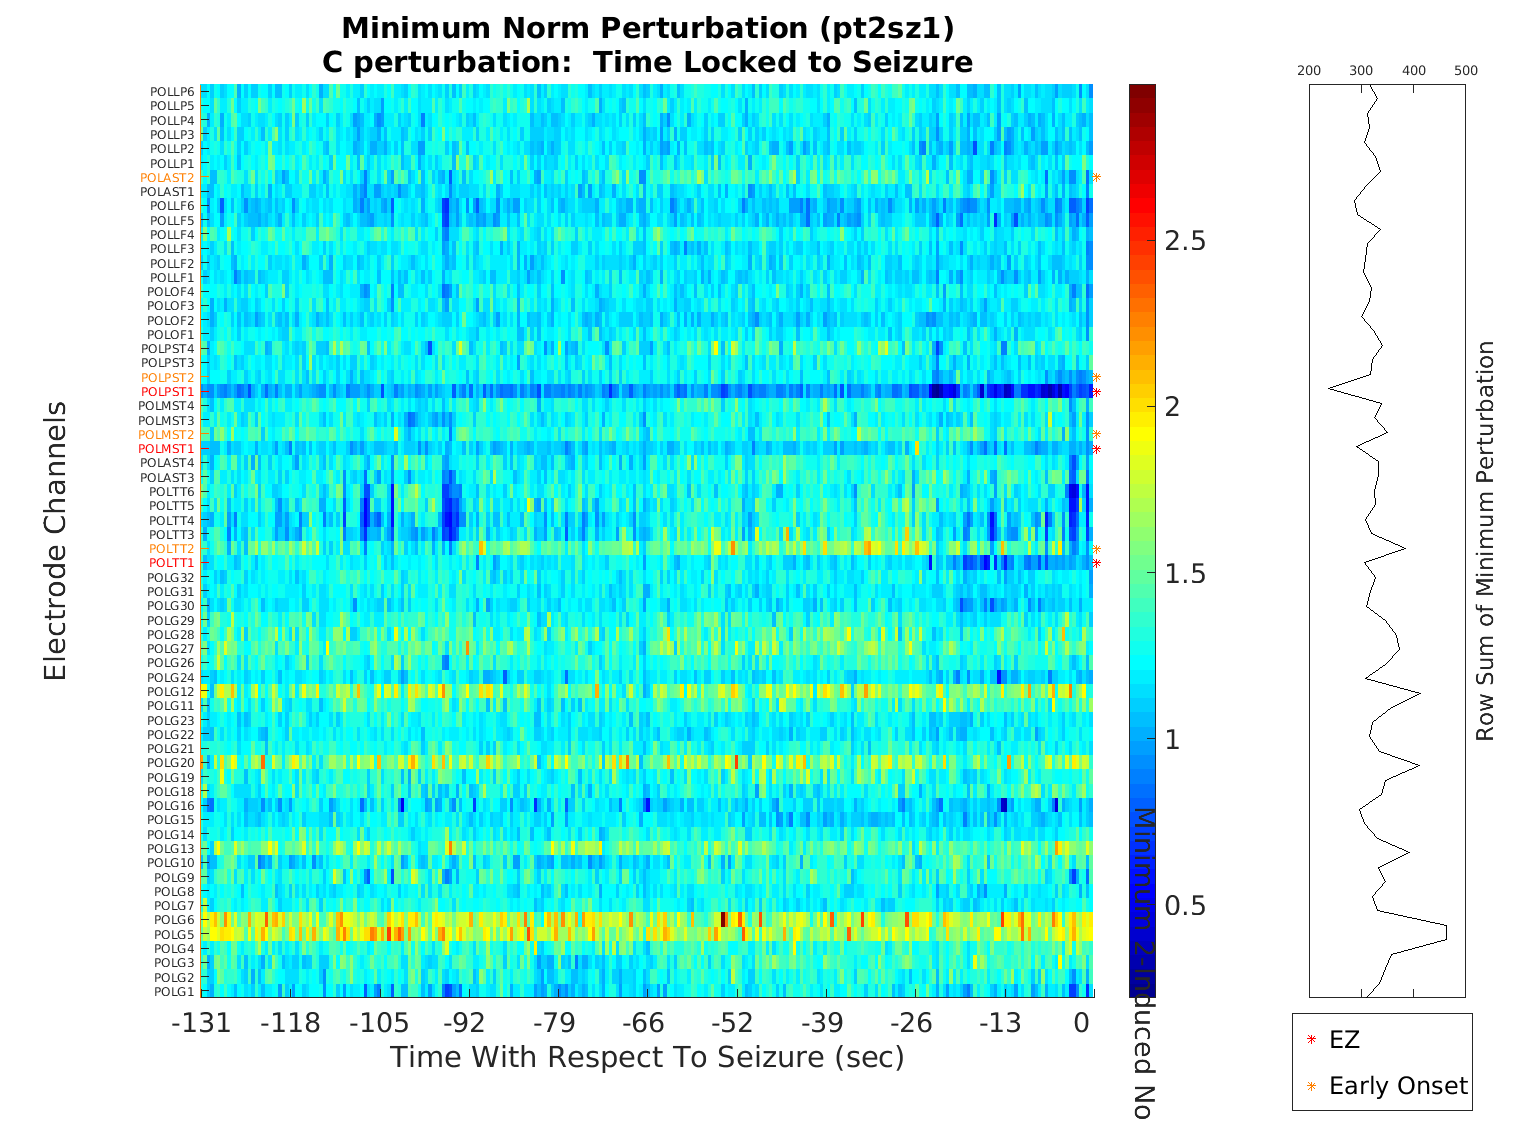 Minimum Norm Perturbation (pt2sz1)
C perturbation:  Time Locked to Seizure
Electrode Channels
POLLP6
POLLP5
POLLP4
POLLP3
POLLP2
POLLP1
POLAST2
POLAST1
POLLF6
POLLF5
POLLF4
POLLF3
POLLF2
POLLF1
POLOF4
POLOF3
POLOF2
POLOF1
POLPST4
POLPST3
POLPST2
POLPST1
POLMST4
POLMST3
POLMST2
POLMST1
POLAST4
POLAST3
POLTT6
POLTT5
POLTT4
POLTT3
POLTT2
POLTT1
POLG32
POLG31
POLG30
POLG29
POLG28
POLG27
POLG26
POLG24
POLG12
POLG11
POLG23
POLG22
POLG21
POLG20
POLG19
POLG18
POLG16
POLG15
POLG14
POLG13
POLG10
POLG9
POLG8
POLG7
POLG6
POLG5
POLG4
POLG3
POLG2
POLG1
-131 -118 -105 -92 -79 -66 -52 -39 -26 -13 0
Time With Respect To Seizure (sec)
2.5
2
1.5
1
0.5
Minimum 2-Induced No
200 300 400 500
Row Sum of Minimum Perturbation
EZ
Early Onset